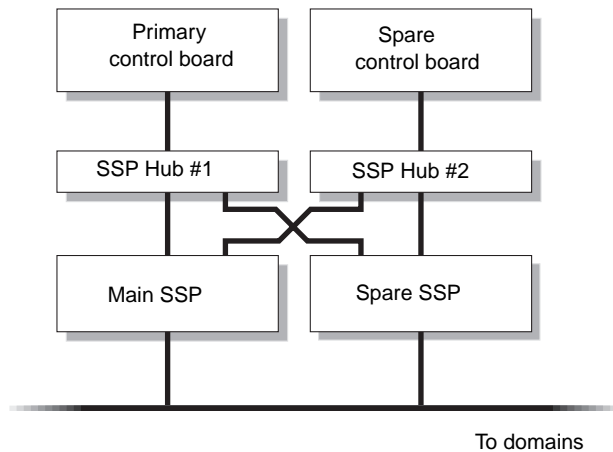 Primary
control board
Spare
control board
SSP Hub #1
SSP Hub #2
Main SSP
Spare SSP
To domains